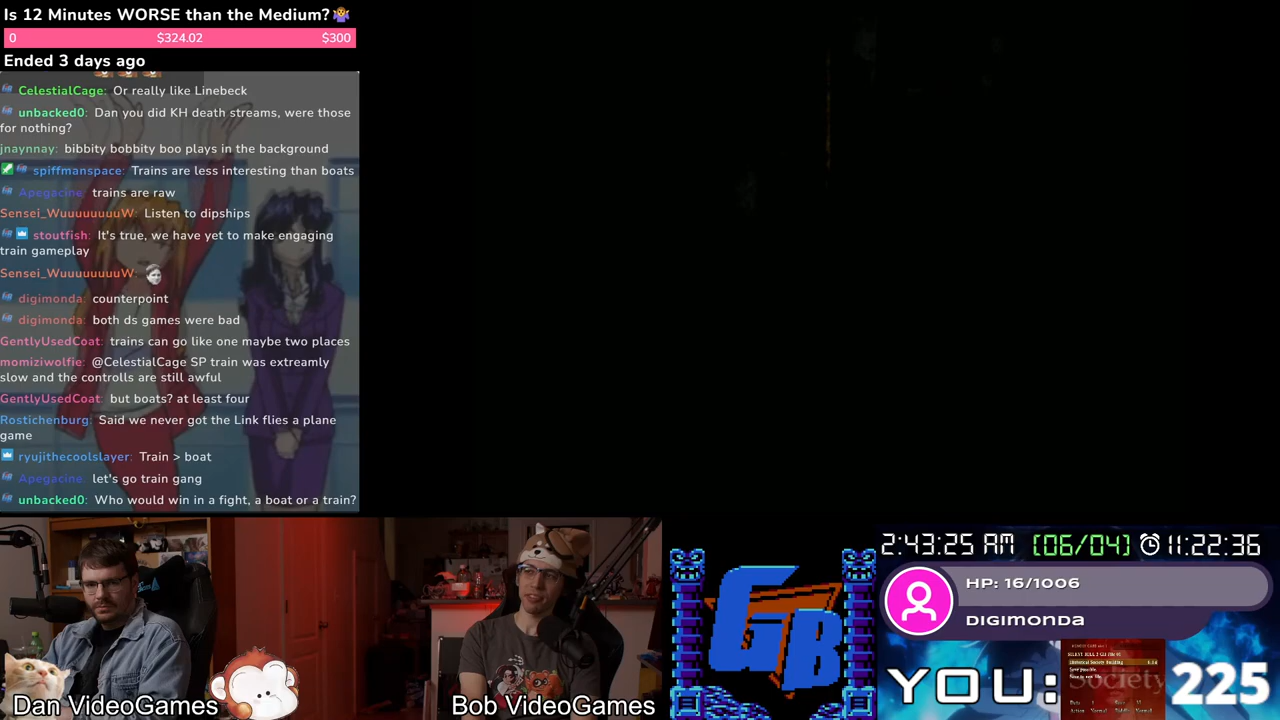 Is 12 Minutes WORSE than the Medium?🤷‍♀️
0 $324.02 $300
Ended 3 days ago
CelestialCage: Or really like Linebeck
unbacked0: Dan you did KH death streams, were those
for nothing?
jnaynnay: bibbity bobbity boo plays in the background
spiffmanspace: Trains are less interesting than boats
Apegacine: trains are raw
Sensei_WuuuuuuuuW: Listen to dipships
stoutfish: It's true, we have yet to make engaging
train gameplay
Sensei_WuuuuuuuuW:
digimonda: counterpoint
digimonda: both ds games were bad
GentlyUsedCoat: trains can go like one maybe two places
momiziwolfie: @CelestialCage SP train was extreamly
slow and the controlls are still awful
GentlyUsedCoat: but boats? at least four
Rostichenburg: Said we never got the Link flies a plane
game
ryujithecoolslayer: Train > boat
Apegacine: let's go train gang
unbacked0: Who would win in a fight, a boat or a train?
Dan VideoGames
Bob VideoGames
GB
2:43:25 AM [06/04] 11:22:36
HP: 16/1006
DIGIMONDA
YOU:
Society
225